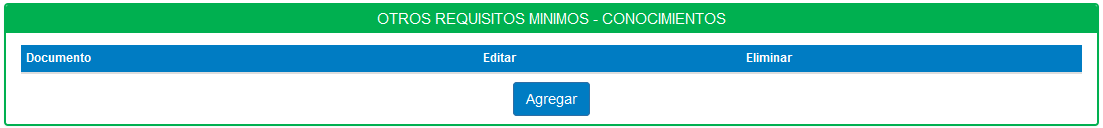 OTROS REQUISITOS MINIMOS - CONOCIMIENTOS
Documento Editar Eliminar
Agregar